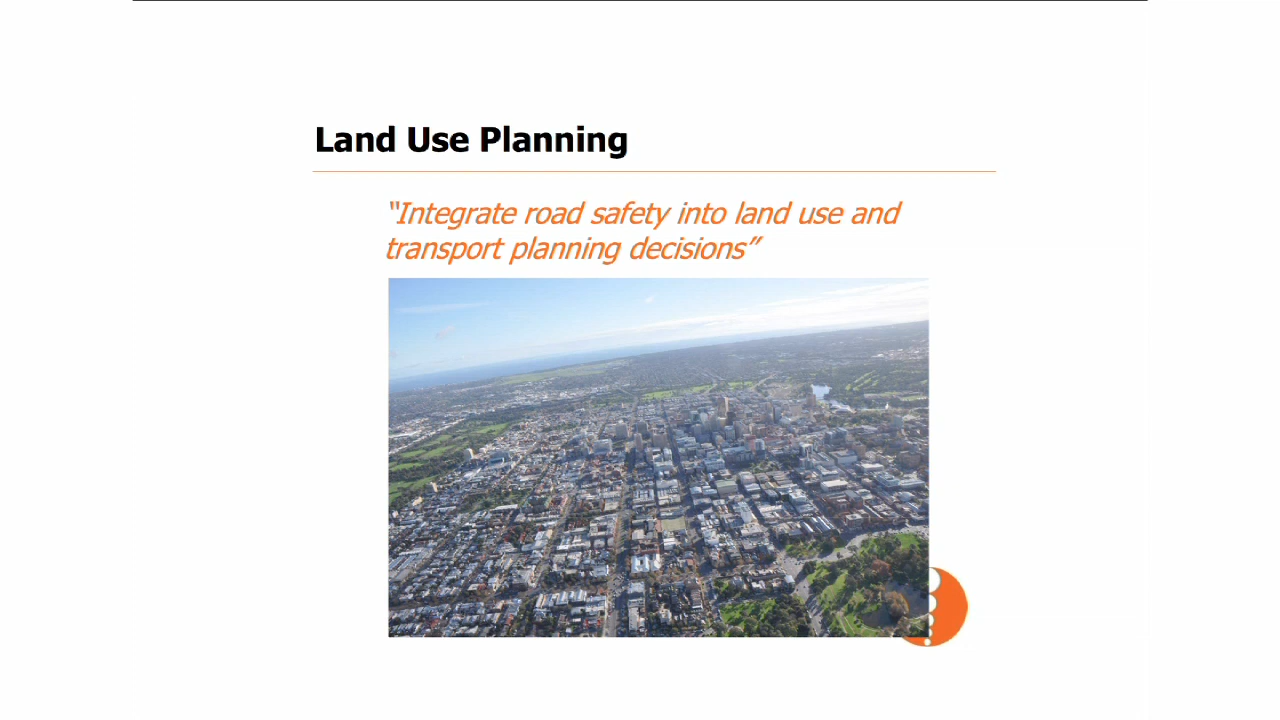 Land Use Planning
“Integrate road safety into land use and
transport planning decisions”